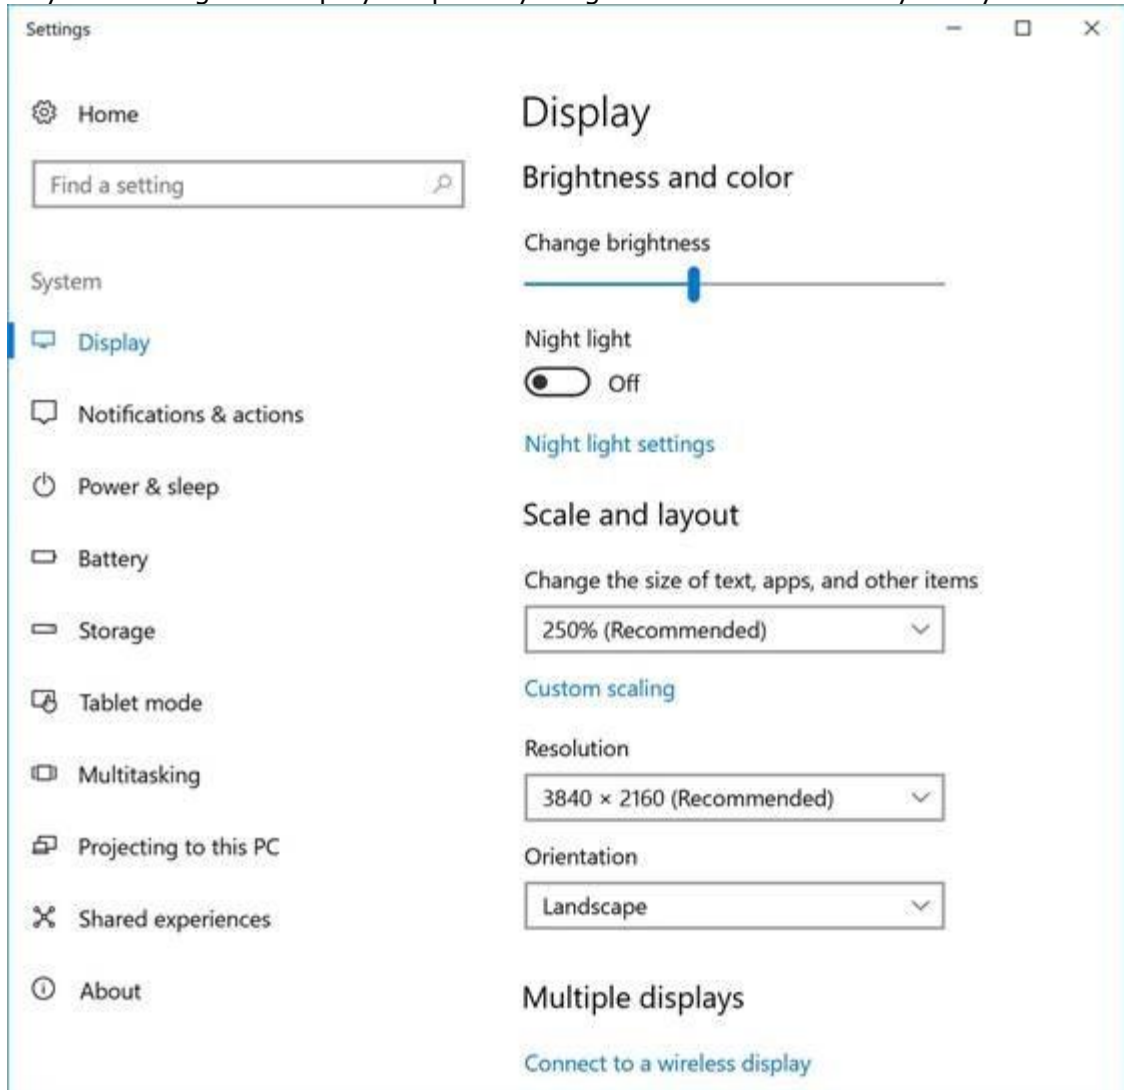 Settings
Home
Find a setting
System
Display
Notifications & actions
Power & sleep
Battery
Storage
Tablet mode
Multitasking
Projecting to this PC
Shared experiences
About
Display
Brightness and color
Change brightness
Night light
Off
Night light settings
Scale and layout
Change the size of text, apps, and other items
250% (Recommended)
Custom scaling
Resolution
3840 × 2160 (Recommended)
Orientation
Landscape
Multiple displays
Connect to a wireless display